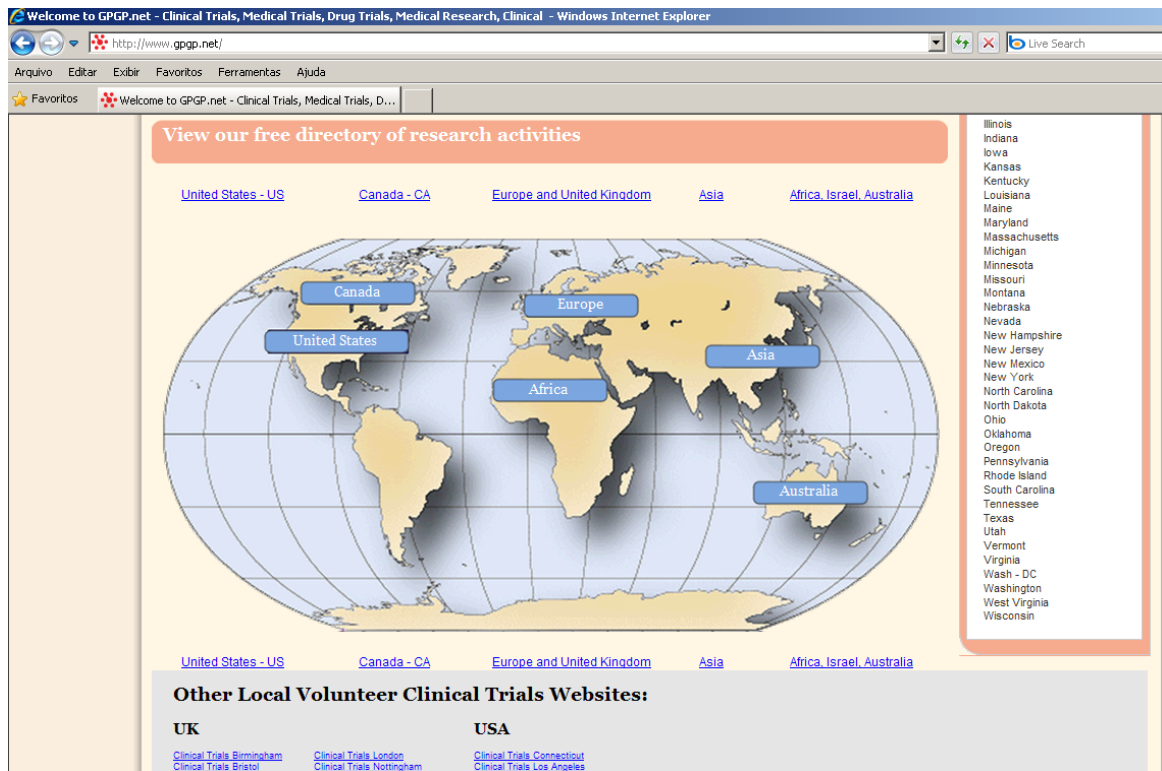 Welcome to GPGP.net - Clinical Trials, Medical Trials, Drug Trials, Medical Research, Clinical - Windows Internet Explorer
http://www.gpgp.net/
Live Search
Arquivo Editar Exibir Favoritos Ferramentas Ajuda
Favoritos
Welcome to GPGP.net - Clinical Trials, Medical Trials, D...
View our free directory of research activities
United States - US Canada - CA Europe and United Kingdom Asia Africa, Israel, Australia
Canada
Europe
United States
Asia
Africa
Australia
United States - US Canada - CA Europe and United Kingdom Asia Africa, Israel, Australia
Other Local Volunteer Clinical Trials Websites:
UK USA
Clinical Trials Birmingham Clinical Trials London Clinical Trials Connecticut
Clinical Trials Bristol Clinical Trials Nottingham Clinical Trials Los Angeles
Illinois
Indiana
Iowa
Kansas
Kentucky
Louisiana
Maine
Maryland
Massachusetts
Michigan
Minnesota
Missouri
Montana
Nebraska
Nevada
New Hampshire
New Jersey
New Mexico
New York
North Carolina
North Dakota
Ohio
Oklahoma
Oregon
Pennsylvania
Rhode Island
South Carolina
Tennessee
Texas
Utah
Vermont
Virginia
Wash - DC
Washington
West Virginia
Wisconsin